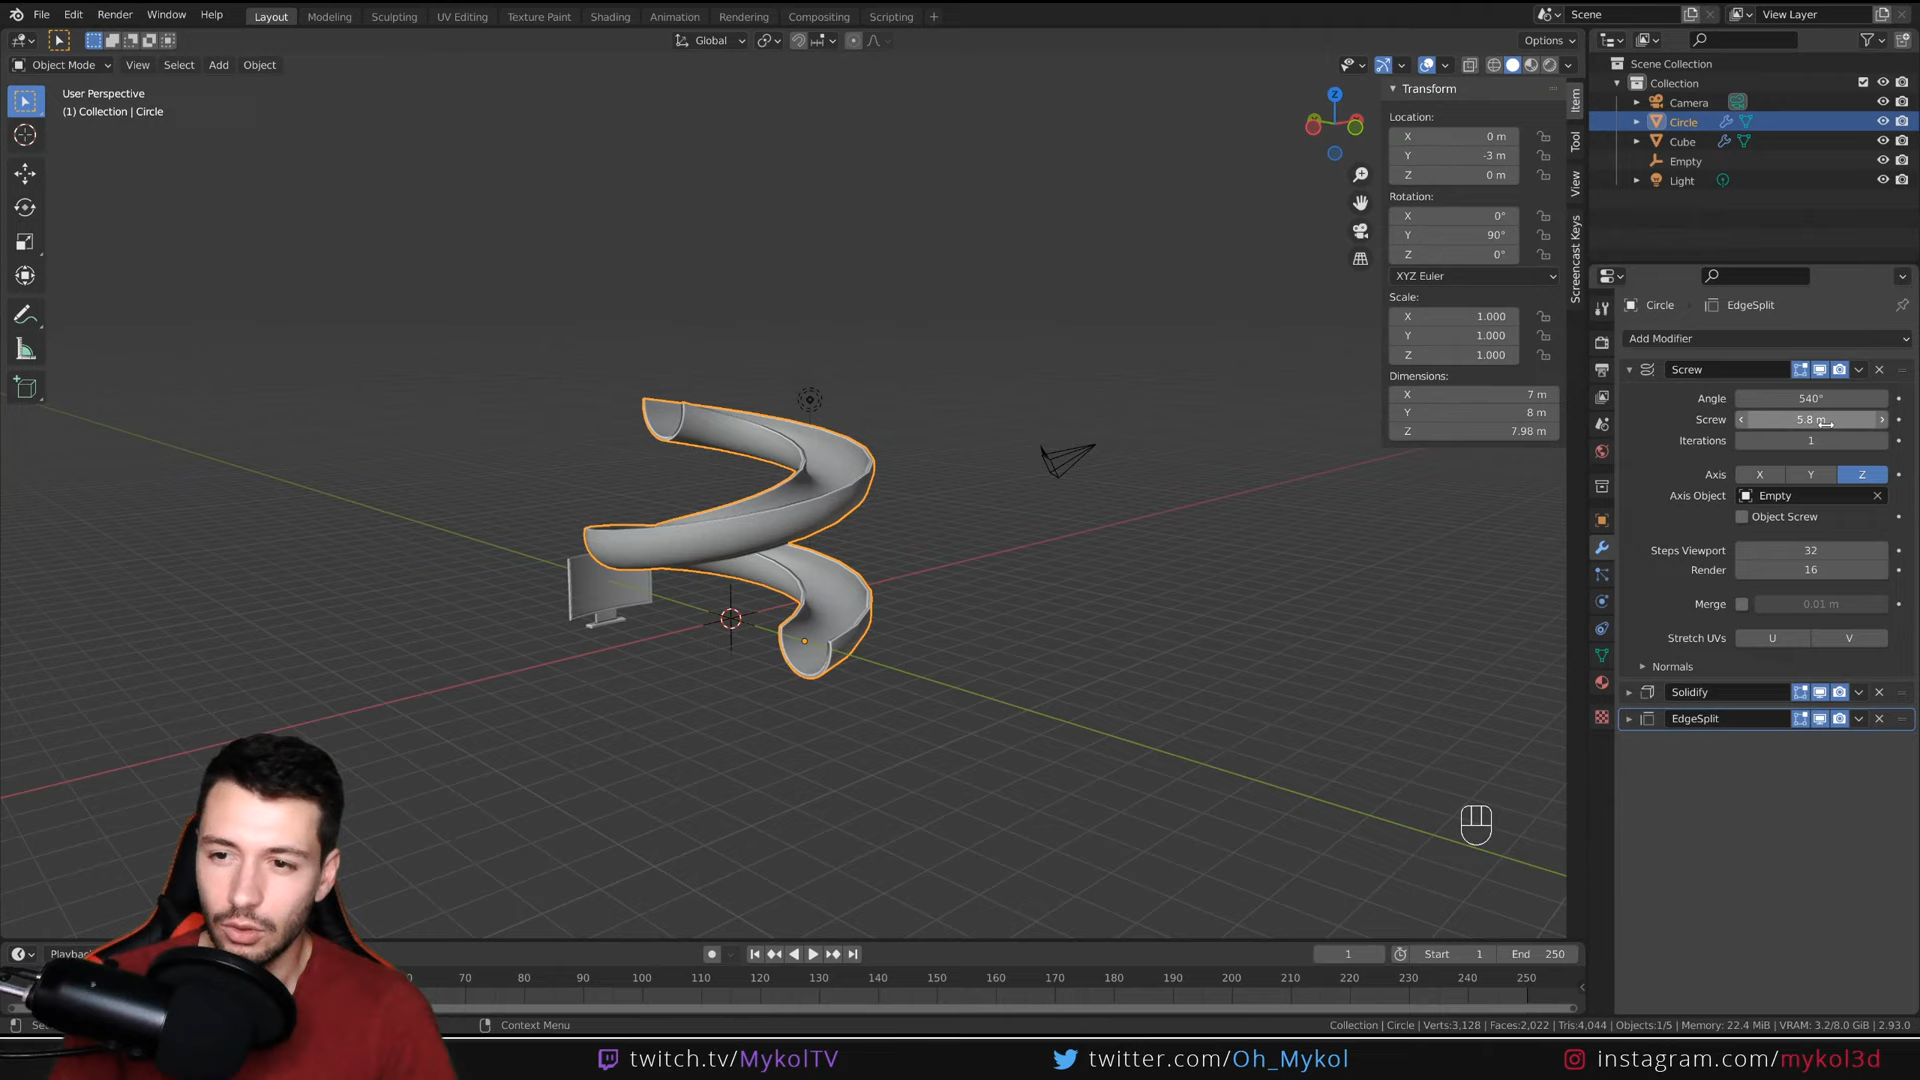 File Edit Render Window Help Layout Modeling Sculpting UV Editing Texture Paint Shading Animation Rendering Compositing Scripting + Scene View Layer
Global Options
Object Mode View Select Add Object
User Perspective
(1) Collection | Circle
Transform
Location:
X 0 m
Y -3 m
Z 0 m
Rotation:
X 0°
Y 90°
Z 0°
XYZ Euler
Scale:
X 1.000
Y 1.000
Z 1.000
Dimensions:
X 7 m
Y 8 m
Z 7.98 m
Item
Tool
View
Screencast Keys
Z
Scene Collection
Collection
Camera
Circle
Cube
Empty
Light
Circle EdgeSplit
Add Modifier
Screw
Angle 540°
Screw 5.8 m
Iterations 1
Axis X Y Z
Axis Object Empty
Object Screw
Steps Viewport 32
Render 16
Merge 0.01 m
Stretch UVs U V
Normals
Solidify
EdgeSplit
1 Start 1 End 250
70 80 90 100 110 120 130 140 150 160 170 180 190 200 210 220 230 240 250
Context Menu
Collection | Circle | Verts:3,128 | Faces:2,022 | Tris:4,044 | Objects:1/5 | Memory: 22.4 MiB | VRAM: 3.2/8.0 GiB | 2.93.0
twitch.tv/MykolTV twitter.com/Oh_Mykol instagram.com/mykol3d